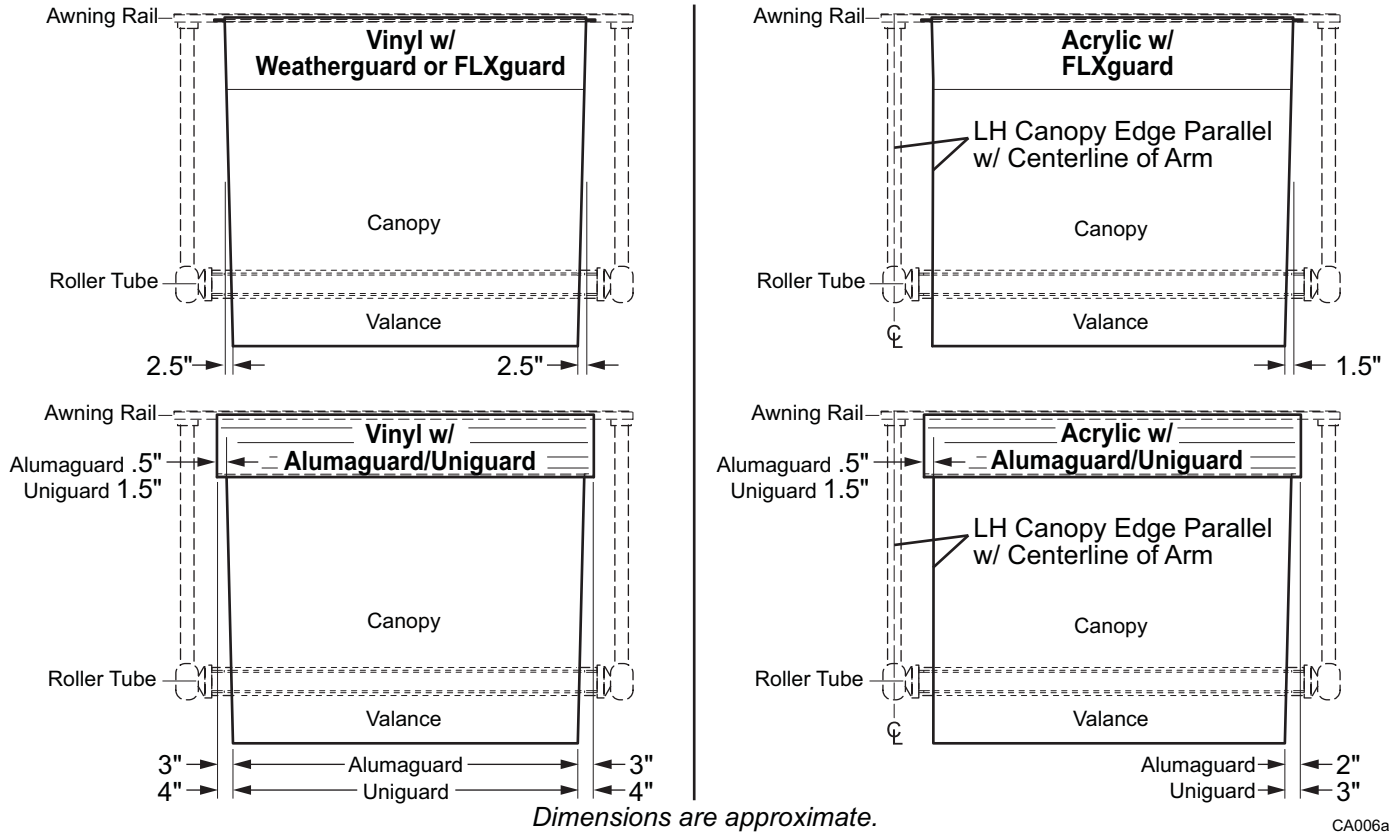 Awning Rail
Vinyl w/
Weatherguard or FLXguard
Canopy
Roller Tube
Valance
2.5" 2.5"
Awning Rail
Acrylic w/
FLXguard
LH Canopy Edge Parallel
w/ Centerline of Arm
Canopy
Roller Tube
Valance
CL
1.5"
Awning Rail
Vinyl w/
Alumaguard/Uniguard
Alumaguard .5"
Uniguard 1.5"
Canopy
Roller Tube
Valance
3" Alumaguard 3"
4" Uniguard 4"
Awning Rail
Acrylic w/
Alumaguard/Uniguard
Alumaguard .5"
Uniguard 1.5"
LH Canopy Edge Parallel
w/ Centerline of Arm
Canopy
Roller Tube
Valance
CL
Alumaguard 2"
Uniguard 3"
Dimensions are approximate.
CA006a